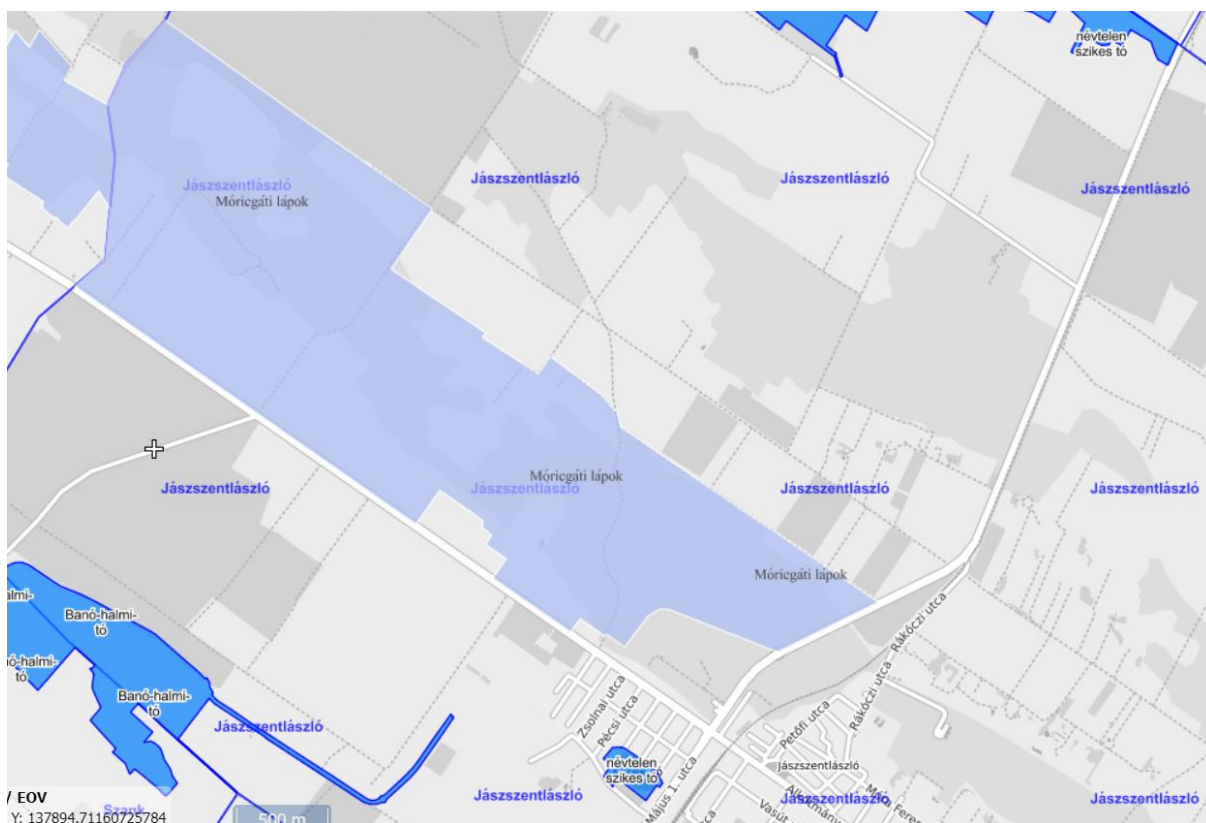 névtelen
szikes tó
Jászszentlászló
Móricgáti lápok
Jászszentlászló
Jászszentlászló
Jászszentlászló
Jászszentlászló
Jászszentlászló
Móricgáti lápok
Jászszentlászló
Jászszentlászló
Móricgáti lápok
almi-
Banó-halmi-
tó
nó-halmi-
tó
Banó-halmi-
tó
Jászszentlászló
Rákóczi utca
Rákóczi utca
Zsolnai utca
Pécsi utca
Petőfi utca
névtelen
szikes tó
Jászszentlászló
Május 1. utca
Jászszentlászló
Jászszentlászló
Jászszentlászló
Szank
/ EOV
Y: 137894.71160725784
500 m